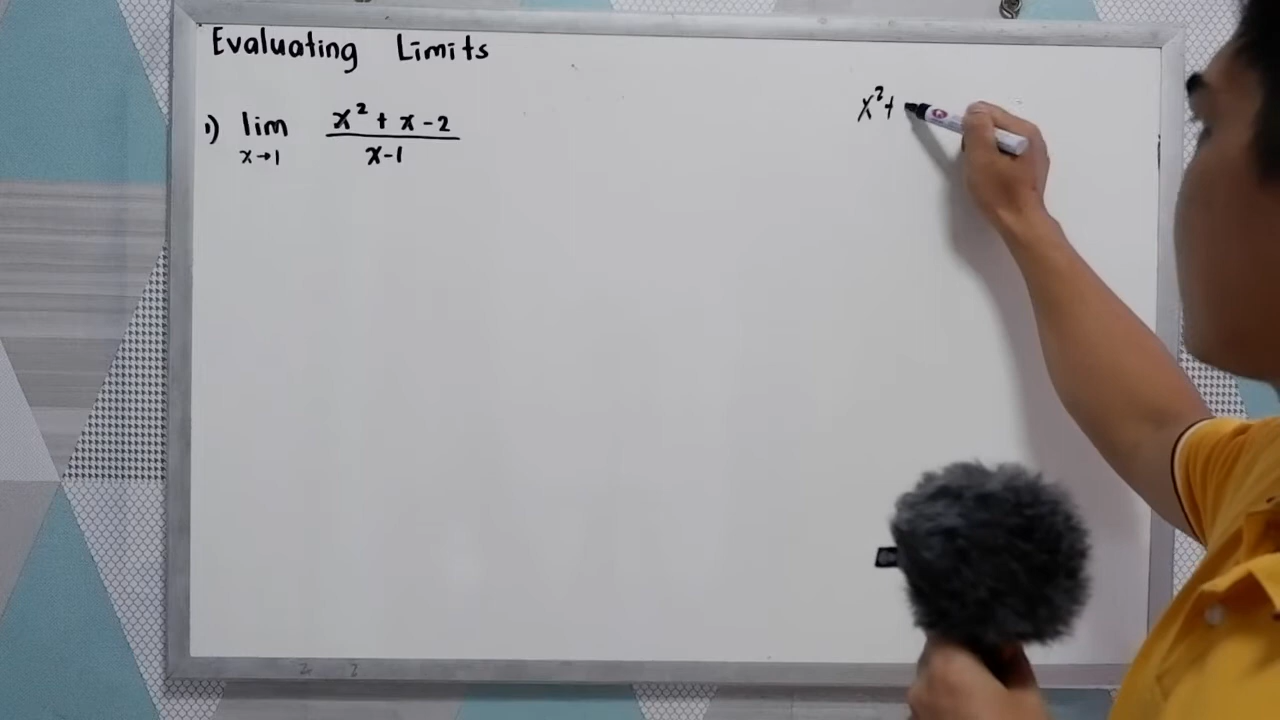 Evaluating Limits
1) lim x² + x - 2
x→1 x-1
x²+